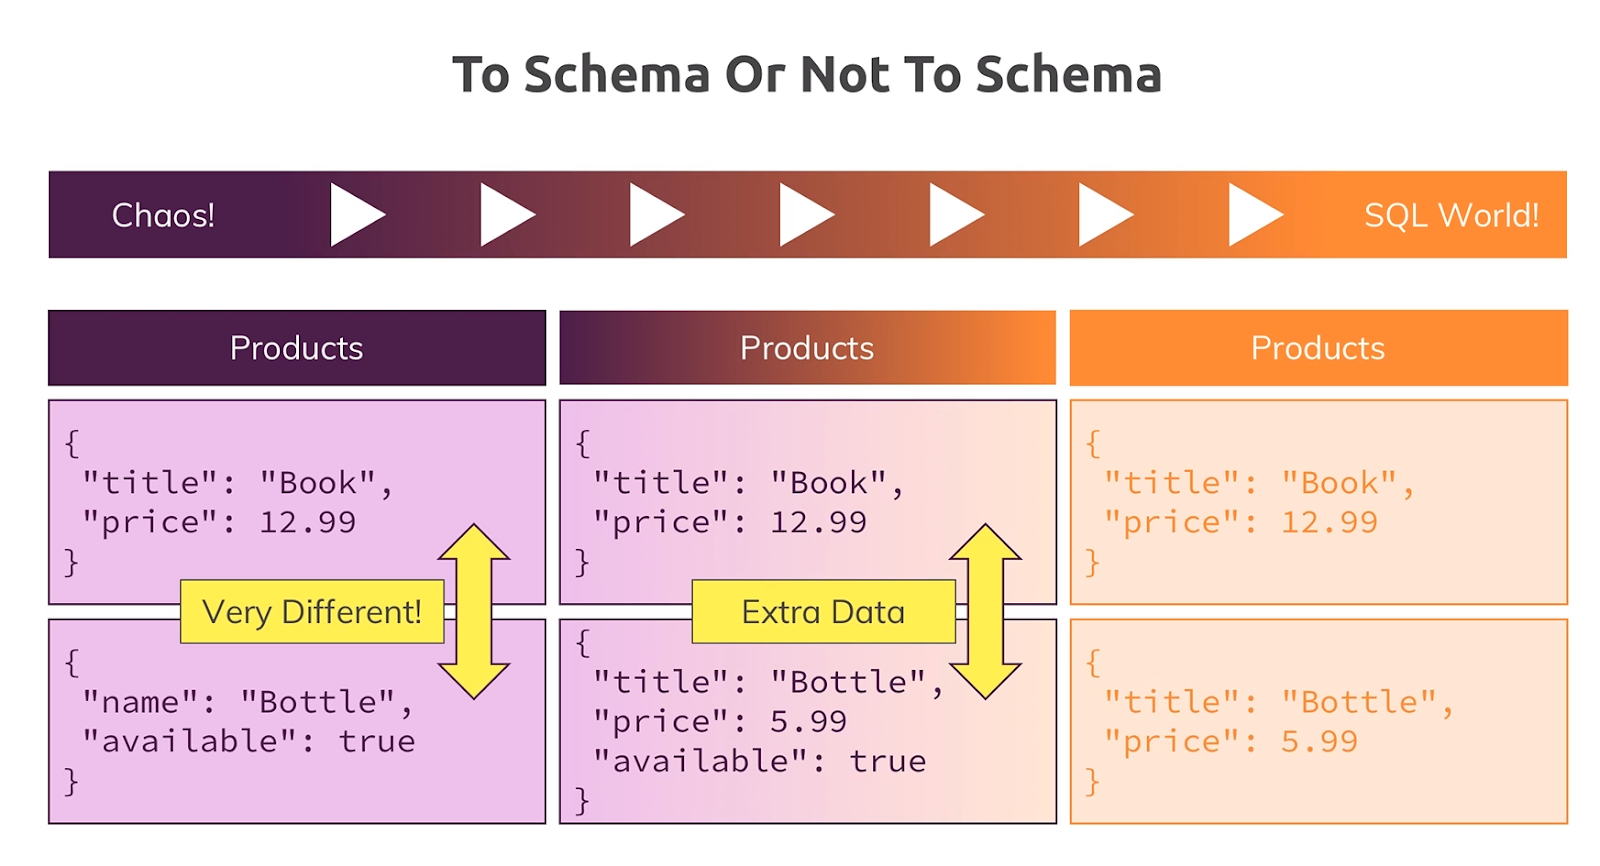 To Schema Or Not To Schema
Chaos!
SQL World!
Products
{
"title": "Book",
"price": 12.99
}
Very Different!
{
"name": "Bottle",
"available": true
}
Products
{
"title": "Book",
"price": 12.99
}
Extra Data
{
"title": "Bottle",
"price": 5.99
"available": true
}
Products
{
"title": "Book",
"price": 12.99
}
{
"title": "Bottle",
"price": 5.99
}